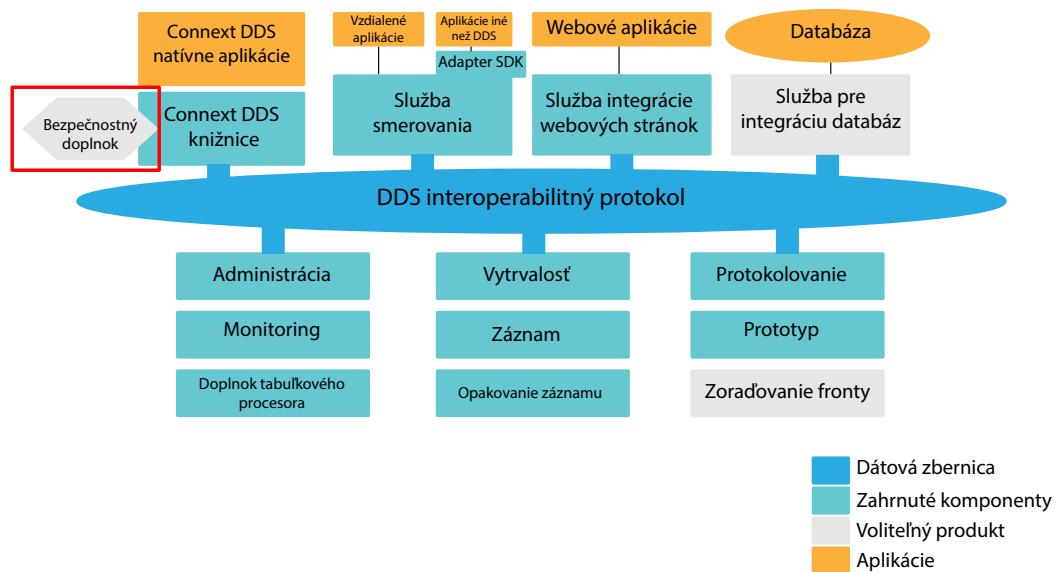 Connext DDS
natívne aplikácie
Vzdialené
aplikácie
Aplikácie iné
než DDS
Adapter SDK
Webové aplikácie
Databáza
Bezpečnostný
doplnok
Connext DDS
knižnice
Služba
smerovania
Služba integrácie
webových stránok
Služba pre
integráciu databáz
DDS interoperabilitný protokol
Administrácia
Vytrvalosť
Protokolovanie
Monitoring
Záznam
Prototyp
Doplnok tabuľkového
procesora
Opakovanie záznamu
Zoraďovanie fronty
Dátová zbernica
Zahrnuté komponenty
Voliteľný produkt
Aplikácie